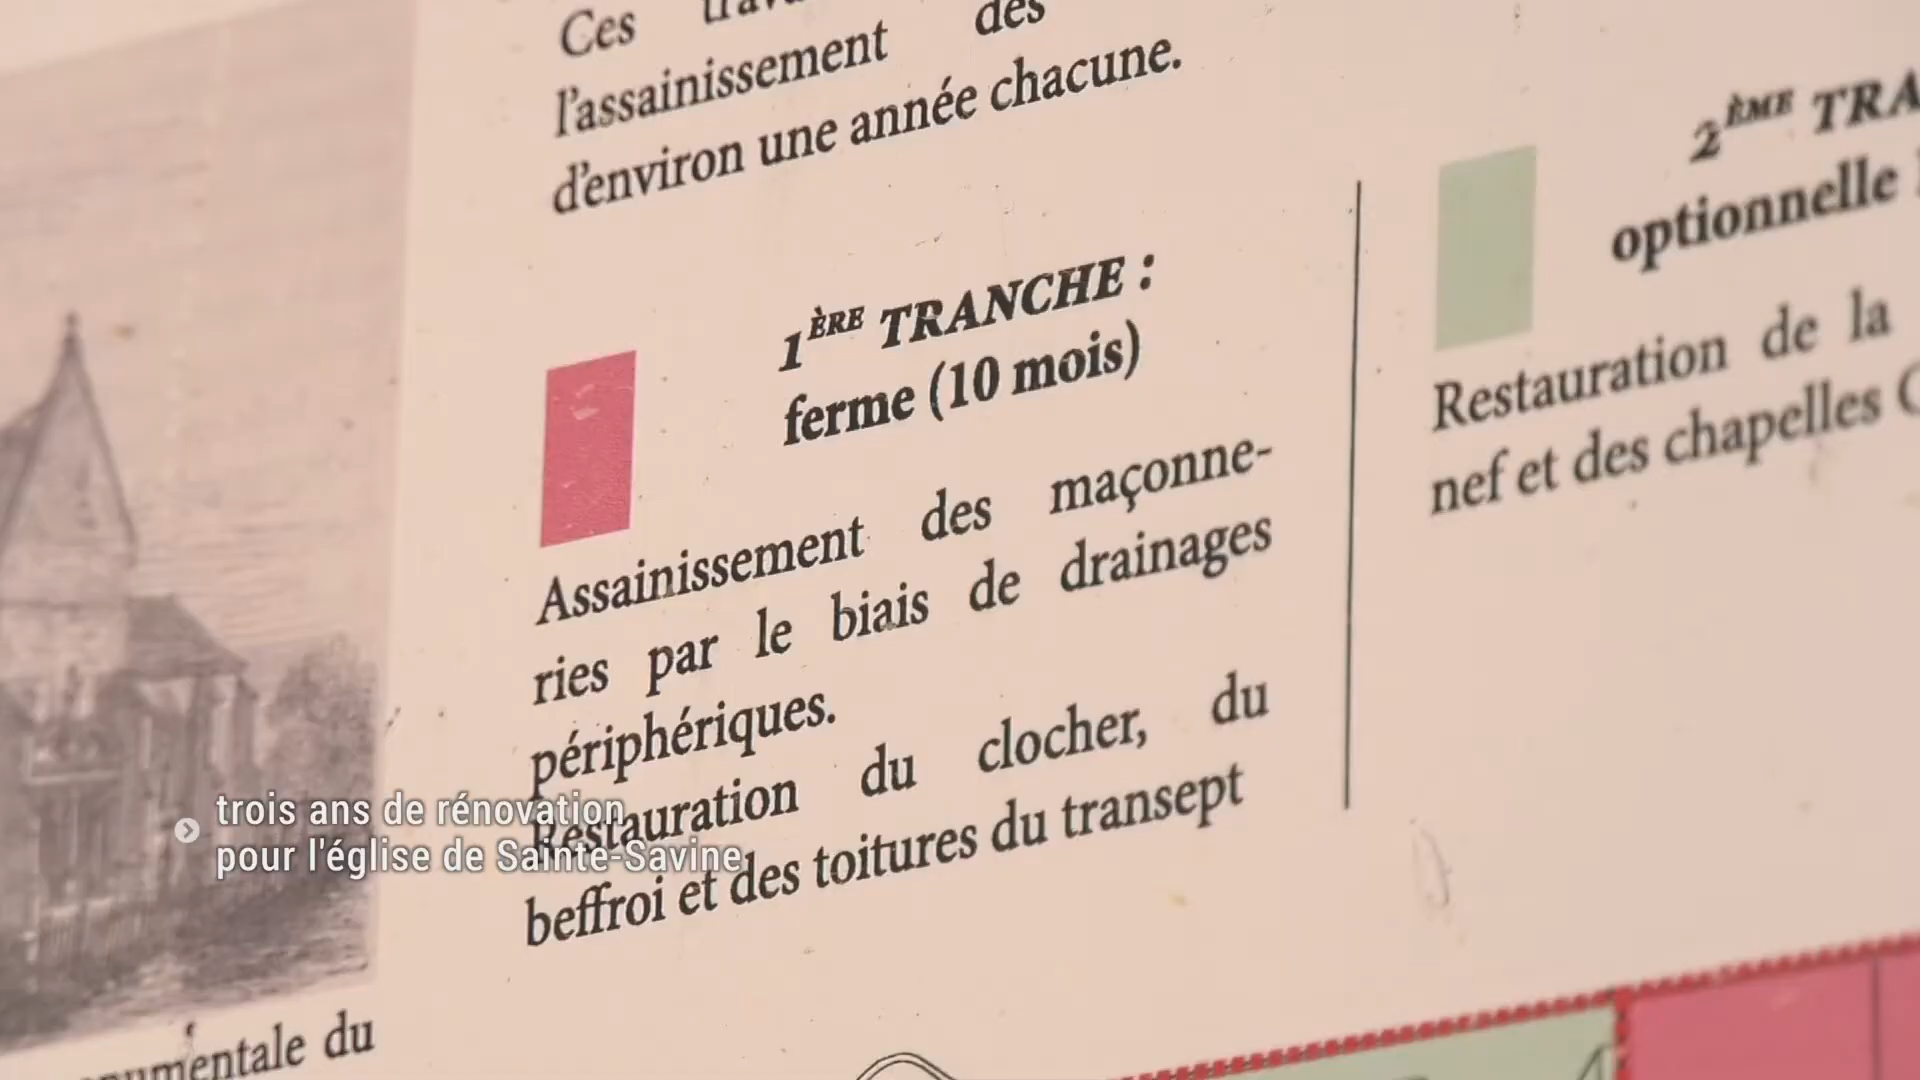 Ces
l'assainissement des
d'environ une année chacune.
1ÈRE TRANCHE :
ferme (10 mois)
Assainissement des maçonne-
ries par le biais de drainages
périphériques.
Restauration du clocher, du
beffroi et des toitures du transept
2ÈME
optionnelle
Restauration de la
nef et des chapelles
du
trois ans de rénovation
pour l'église de Sainte-Savine